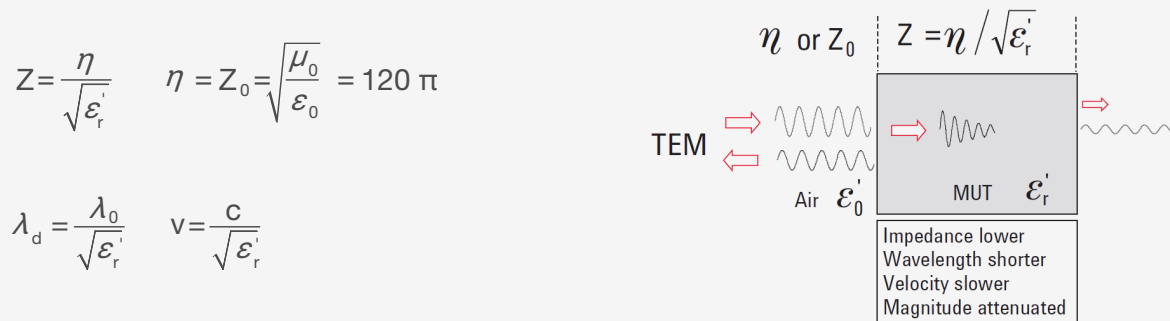 Z = η / √ε'r    η = Z0 = √(μ0 / ε0) = 120 π
λd = λ0 / √ε'r    v = c / √ε'r
η or Z0    Z = η / √ε'r
TEM
Air ε'0
MUT ε'r
Impedance lower
Wavelength shorter
Velocity slower
Magnitude attenuated